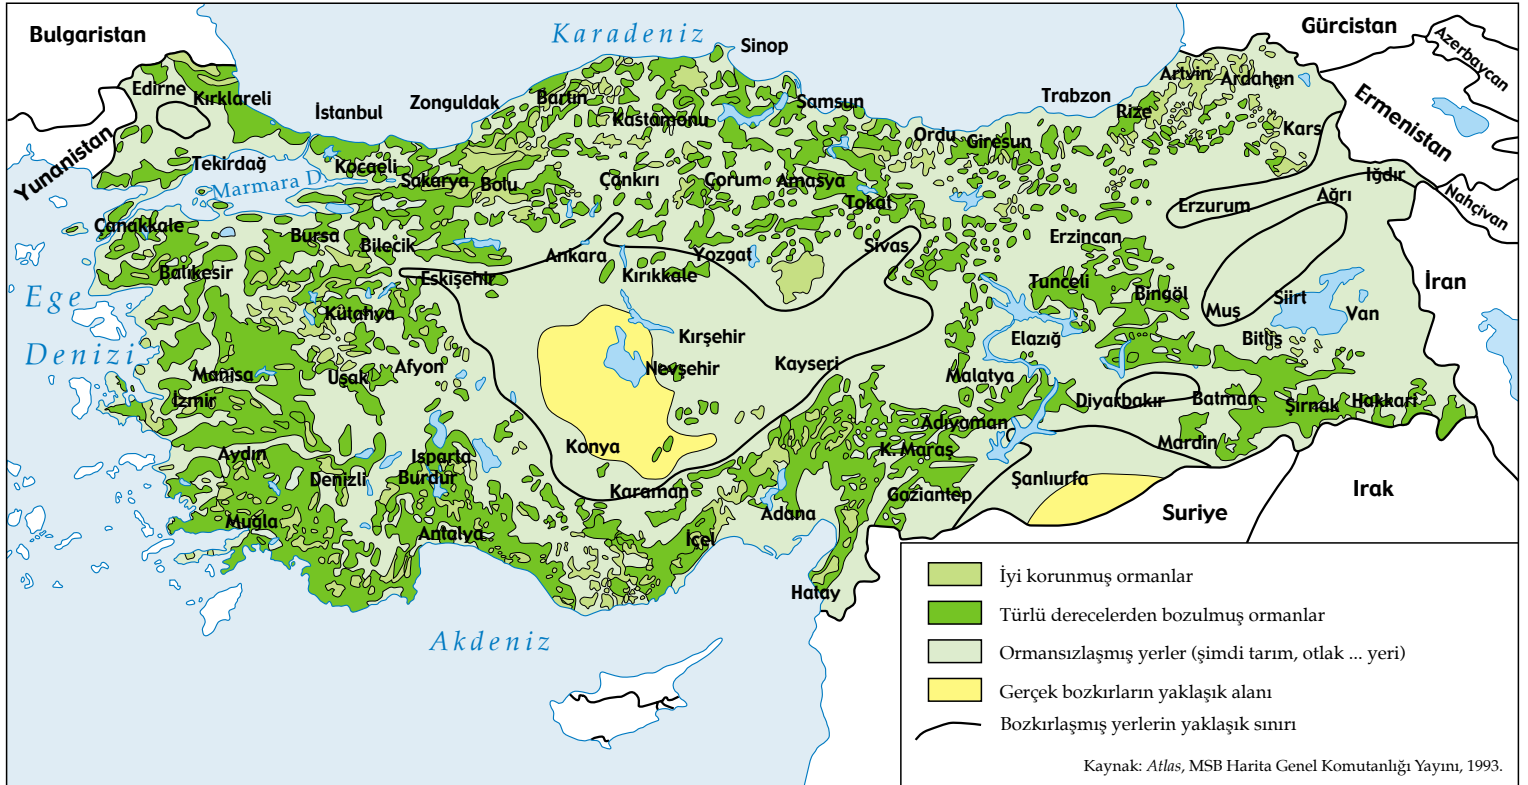 Bulgaristan
Karadeniz
Sinop
Gürcistan
Azerbaycan
Edirne
Kırklareli
İstanbul
Zonguldak
Bartın
Kastamonu
Samsun
Trabzon
Rize
Artvin
Ardahan
Ermenistan
Yunanistan
Tekirdağ
Marmara D.
Kocaeli
Sakarya
Bolu
Çankırı
Çorum
Amasya
Tokat
Ordu
Giresun
Kars
Iğdır
Nahçivan
Çanakkale
Bursa
Bilecik
Ankara
Kırıkkale
Yozgat
Sivas
Erzincan
Erzurum
Ağrı
Balıkesir
Eskişehir
Tunceli
Bingöl
Muş
Siirt
Van
İran
Ege
Denizi
Kütahya
Kırşehir
Elazığ
Bitlis
Manisa
Uşak
Afyon
Nevşehir
Kayseri
Malatya
İzmir
Diyarbakır
Batman
Şırnak
Hakkari
Adıyaman
Aydın
Isparta
Konya
K. Maraş
Mardin
Denizli
Burdur
Karaman
Gaziantep
Şanlıurfa
Irak
Muğla
Antalya
İçel
Adana
Suriye
Hatay
Akdeniz
İyi korunmuş ormanlar
Türlü derecelerden bozulmuş ormanlar
Ormansızlaşmış yerler (şimdi tarım, otlak ... yeri)
Gerçek bozkırların yaklaşık alanı
Bozkırlaşmış yerlerin yaklaşık sınırı
Kaynak: Atlas, MSB Harita Genel Komutanlığı Yayını, 1993.